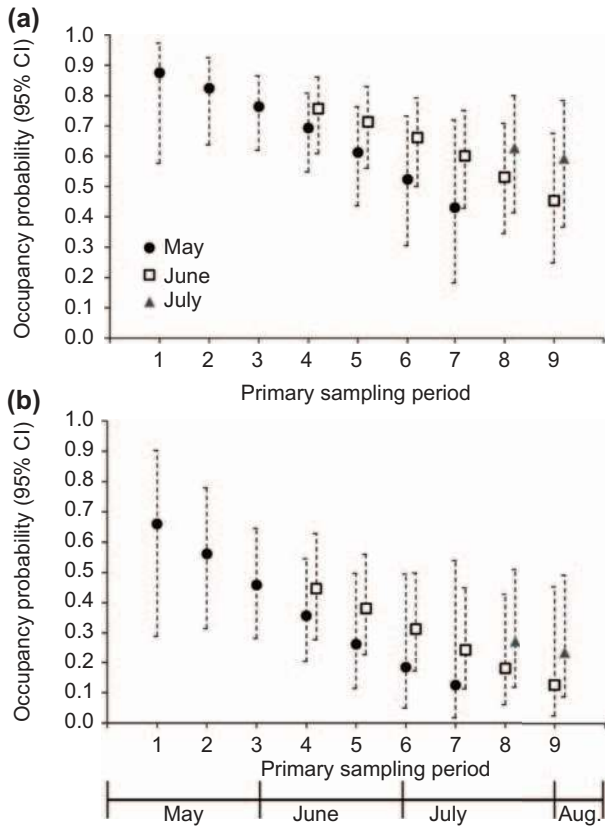 (a)
Occupancy probability (95% CI)
1.0
0.9
0.8
0.7
0.6
0.5
0.4
0.3
0.2
0.1
0.0
May
June
July
1 2 3 4 5 6 7 8 9
Primary sampling period
(b)
Occupancy probability (95% CI)
1.0
0.9
0.8
0.7
0.6
0.5
0.4
0.3
0.2
0.1
0.0
1 2 3 4 5 6 7 8 9
Primary sampling period
May June July Aug.